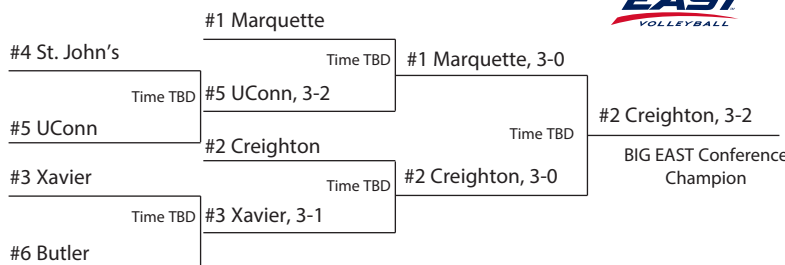 EAST
VOLLEYBALL
#1 Marquette
#4 St. John's
Time TBD
#1 Marquette, 3-0
Time TBD
#5 UConn, 3-2
#2 Creighton, 3-2
#5 UConn
Time TBD
#2 Creighton
BIG EAST Conference
Champion
#3 Xavier
Time TBD
#2 Creighton, 3-0
Time TBD
#3 Xavier, 3-1
#6 Butler